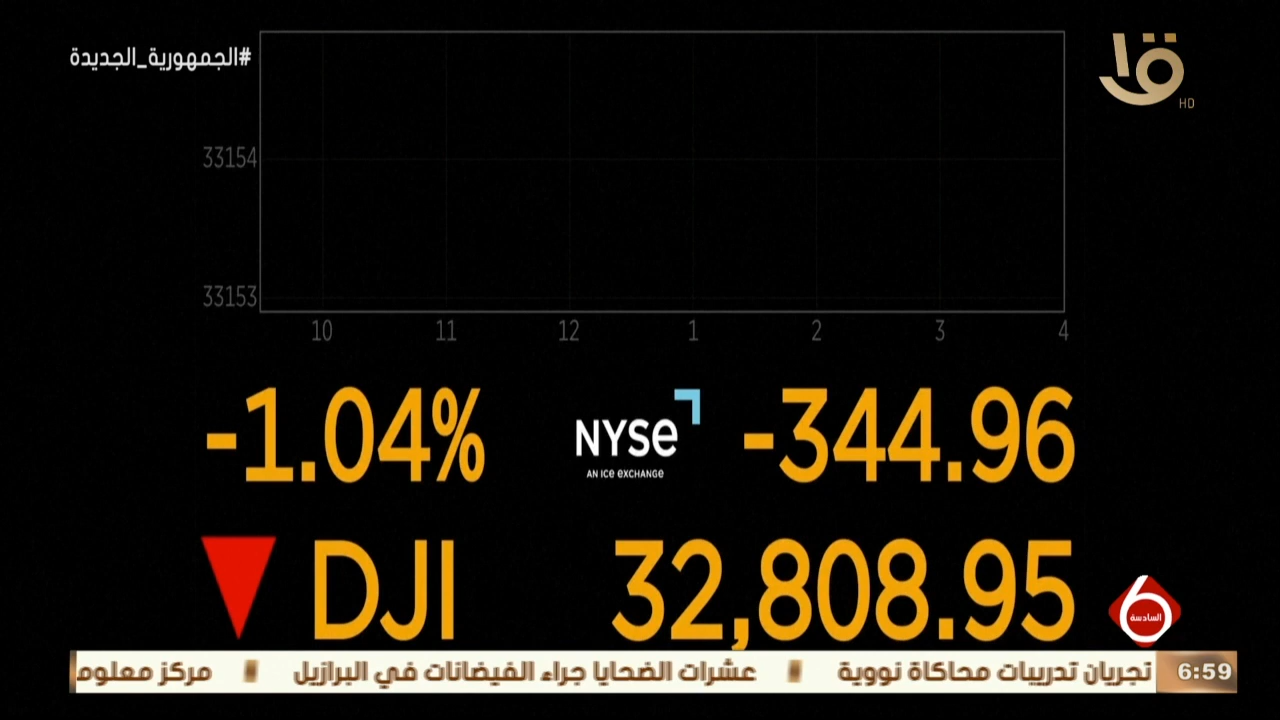 #الجمهورية_الجديدة
HD
33154
33153
10 11 12 1 2 3 4
-1.04% NYSE -344.96
AN ICE EXCHANGE
DJI 32,808.95
6 السادسة
6:59 تجريان تدريبات محاكاة نووية عشرات الضحايا جراء الفيضانات في البرازيل مركز معلوم